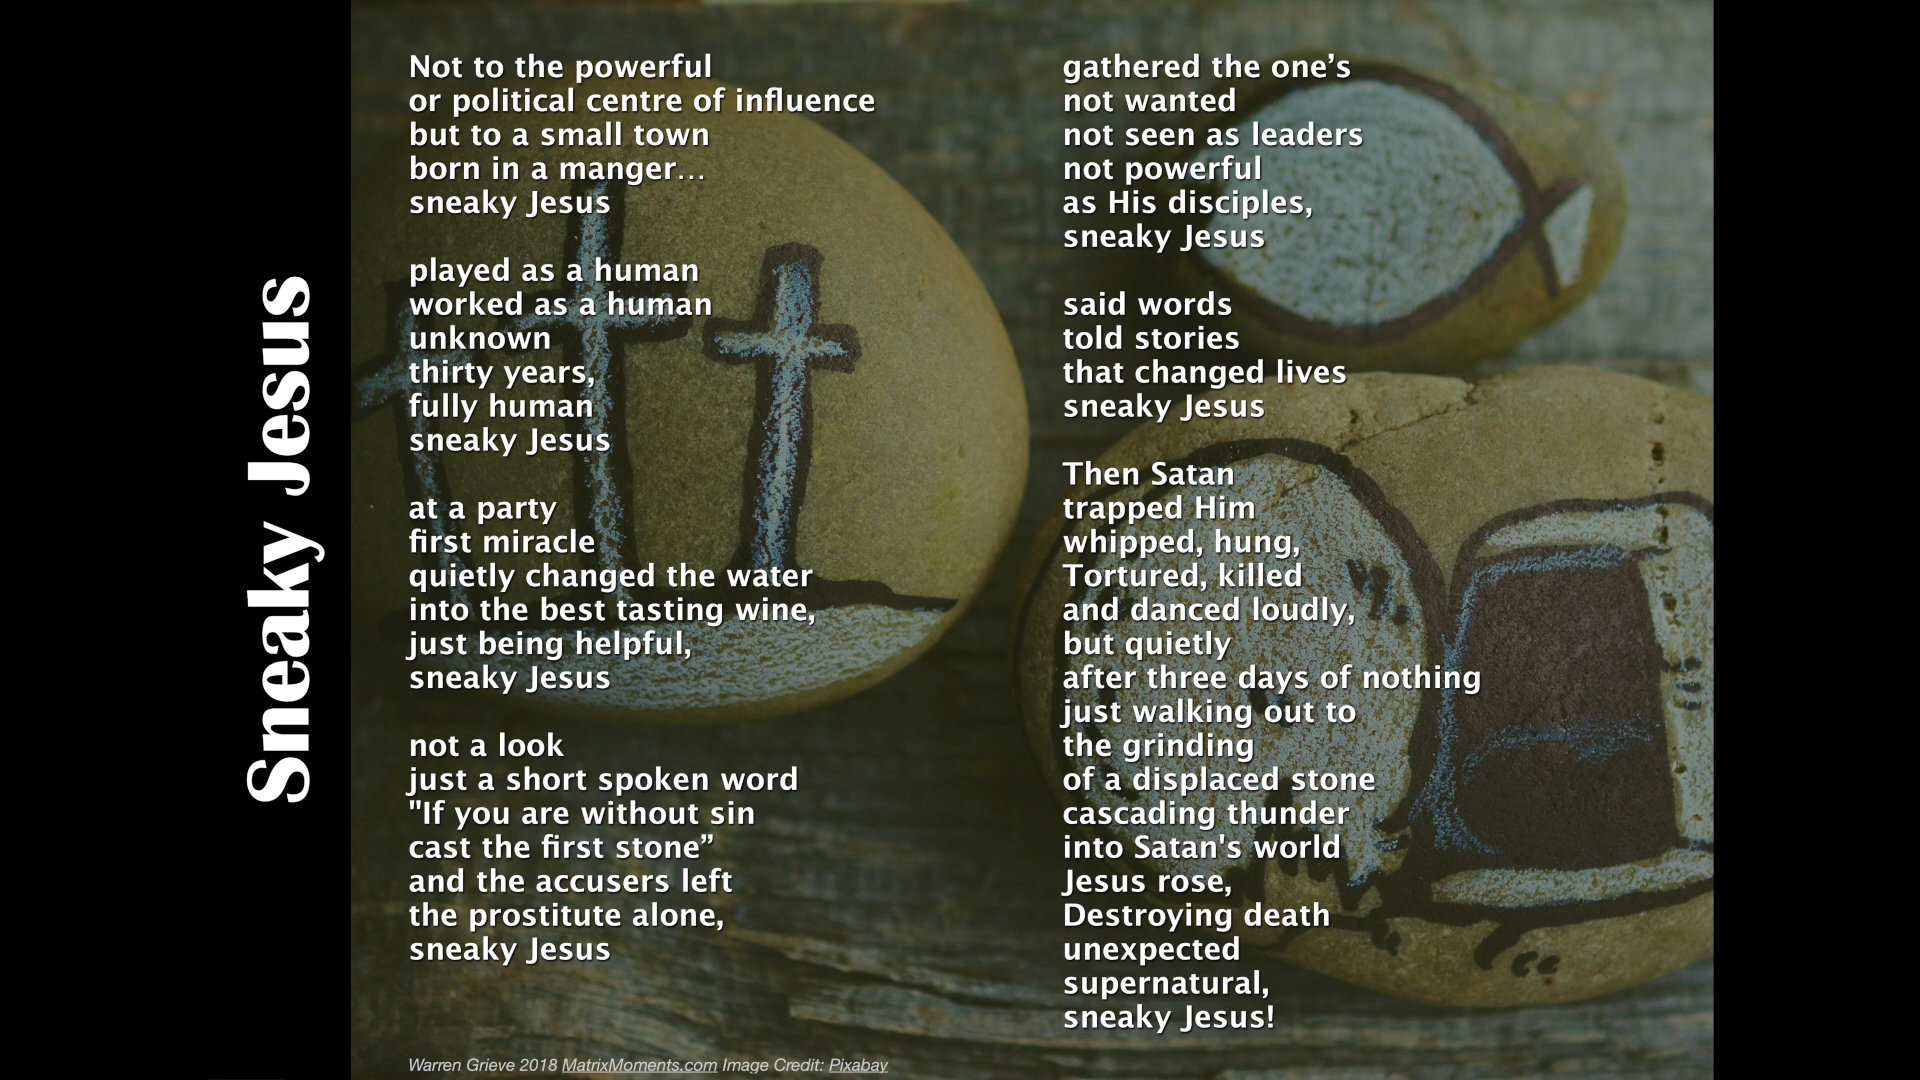 Sneaky Jesus
Not to the powerful
or political centre of influence
but to a small town
born in a manger…
sneaky Jesus
played as a human
worked as a human
unknown
thirty years,
fully human
sneaky Jesus
at a party
first miracle
quietly changed the water
into the best tasting wine,
just being helpful,
sneaky Jesus
not a look
just a short spoken word
"If you are without sin
cast the first stone”
and the accusers left
the prostitute alone,
sneaky Jesus
gathered the one’s
not wanted
not seen as leaders
not powerful
as His disciples,
sneaky Jesus
said words
told stories
that changed lives
sneaky Jesus
Then Satan
trapped Him
whipped, hung,
Tortured, killed
and danced loudly,
but quietly
after three days of nothing
just walking out to
the grinding
of a displaced stone
cascading thunder
into Satan's world
Jesus rose,
Destroying death
unexpected
supernatural,
sneaky Jesus!
Warren Grieve 2018 MatrixMoments.com Image Credit: Pixabay